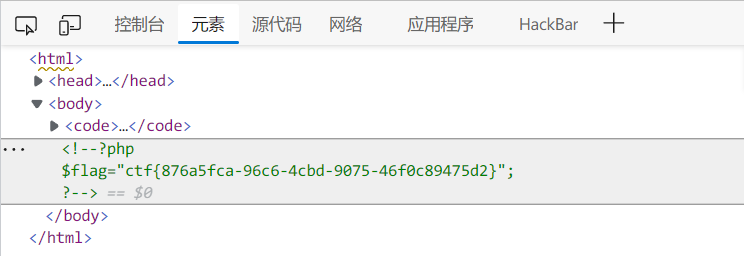 控制台 元素 源代码 网络 应用程序 HackBar
<html>
<head>…</head>
<body>
<code>…</code>
<!--?php
$flag="ctf{876a5fca-96c6-4cbd-9075-46f0c89475d2}";
?--> == $0
</body>
</html>